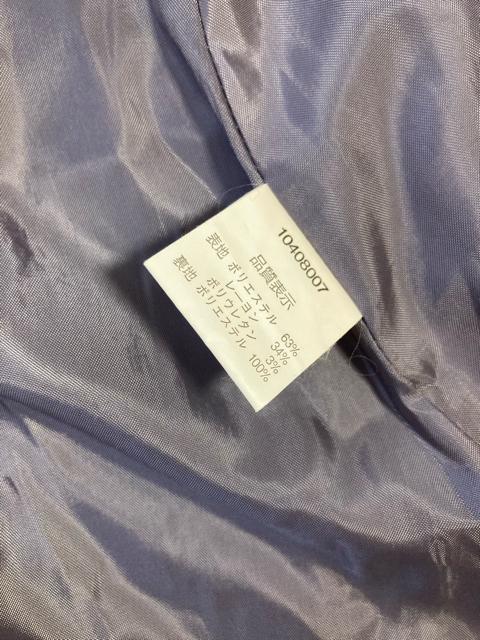 10408007
品質表示
表地 ポリエステル 63%
レーヨン 34%
ポリウレタン 3%
裏地 ポリエステル 100%